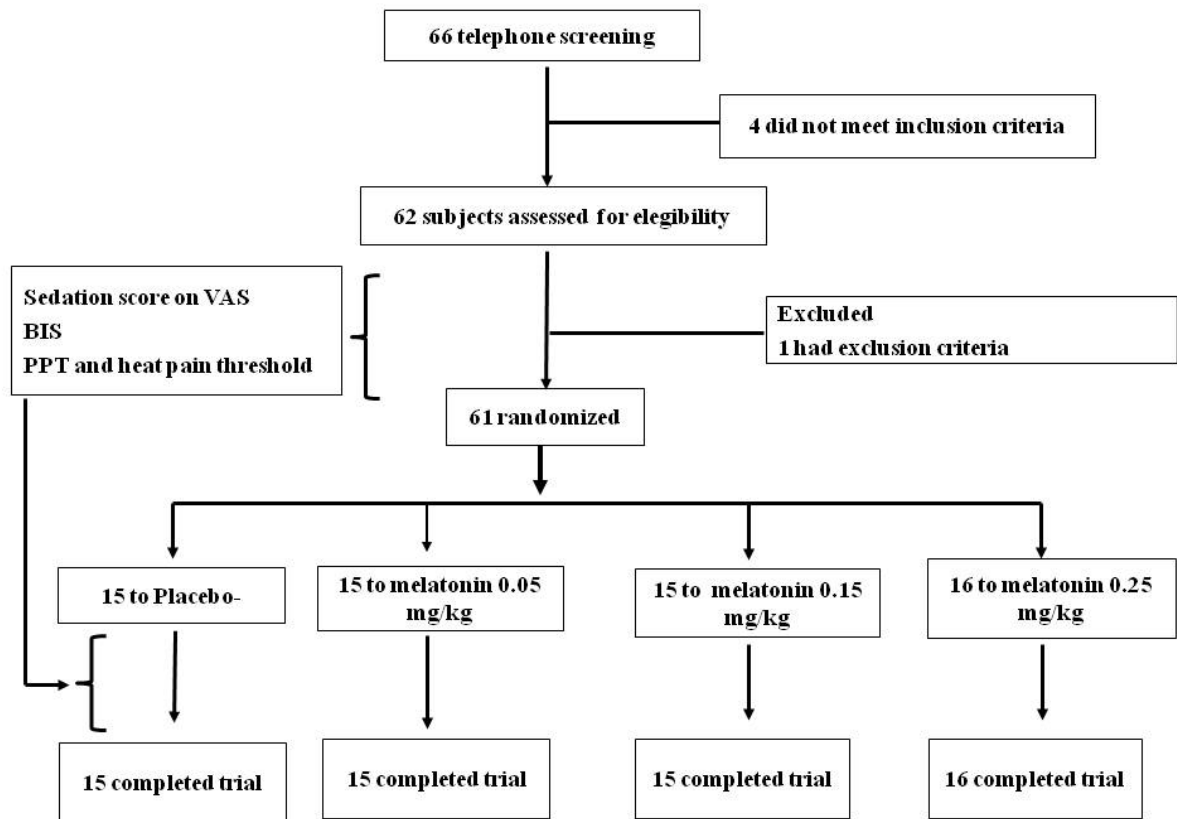 66 telephone screening
4 did not meet inclusion criteria
62 subjects assessed for elegibility
Sedation score on VAS
BIS
PPT and heat pain threshold
Excluded
1 had exclusion criteria
61 randomized
15 to Placebo-
15 to melatonin 0.05
mg/kg
15 to melatonin 0.15
mg/kg
16 to melatonin 0.25
mg/kg
15 completed trial
15 completed trial
15 completed trial
16 completed trial